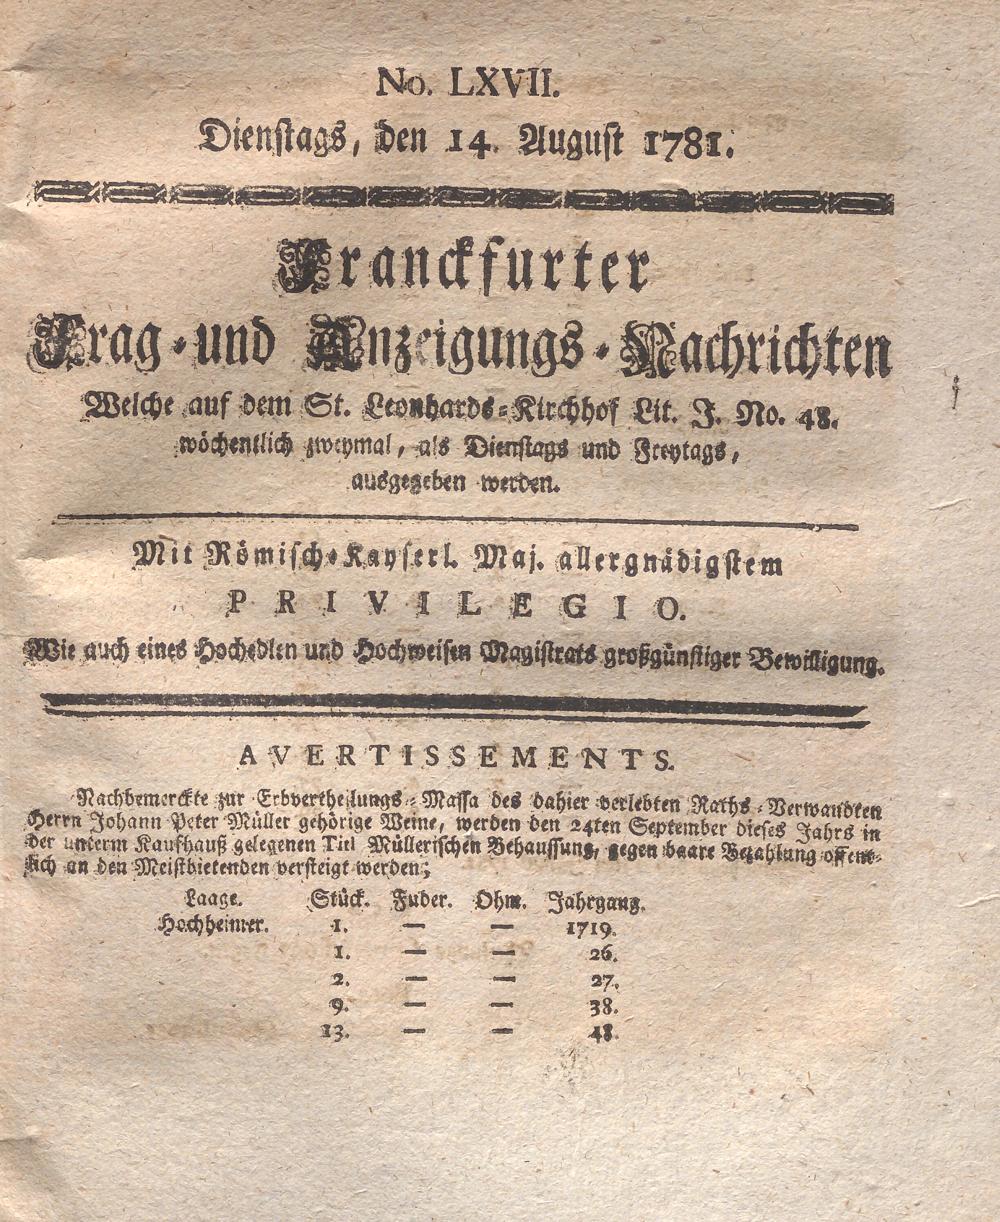 No. LXVII.
Dienstags, den 14. August 1781.
Franckfurter
Frag-und Anzeigungs-Nachrichten
Welche auf dem St. Leonhards-Kirchhof Lit. J. No. 48.
wöchentlich zweymal, als Dienstags und Freytags,
ausgegeben werden.
Mit Römisch-Kayserl. Maj. allergnädigstem
PRIVILEGIO.
Wie auch eines Hochedlen und Hochweisen Magistrats großgünstiger Bewilligung.
AVERTISSEMENTS.
Nachbemerckte zur Erbvertheilungs-Massa des dahier verlebten Raths-Verwandten
Herrn Johann Peter Müller gehörige Weine, werden den 24ten September dieses Jahrs in
der unterm Kaufhauß gelegenen Titl Müllerischen Behaussung, gegen baare Bezahlung offent-
lich an den Meistbietenden versteigt werden;
Laage. Stück. Fuder. Ohm. Jahrgang.
Hochheimer. 1. — — 1719.
1. — — 26.
2. — — 27.
9. — — 38.
13. — — 48.